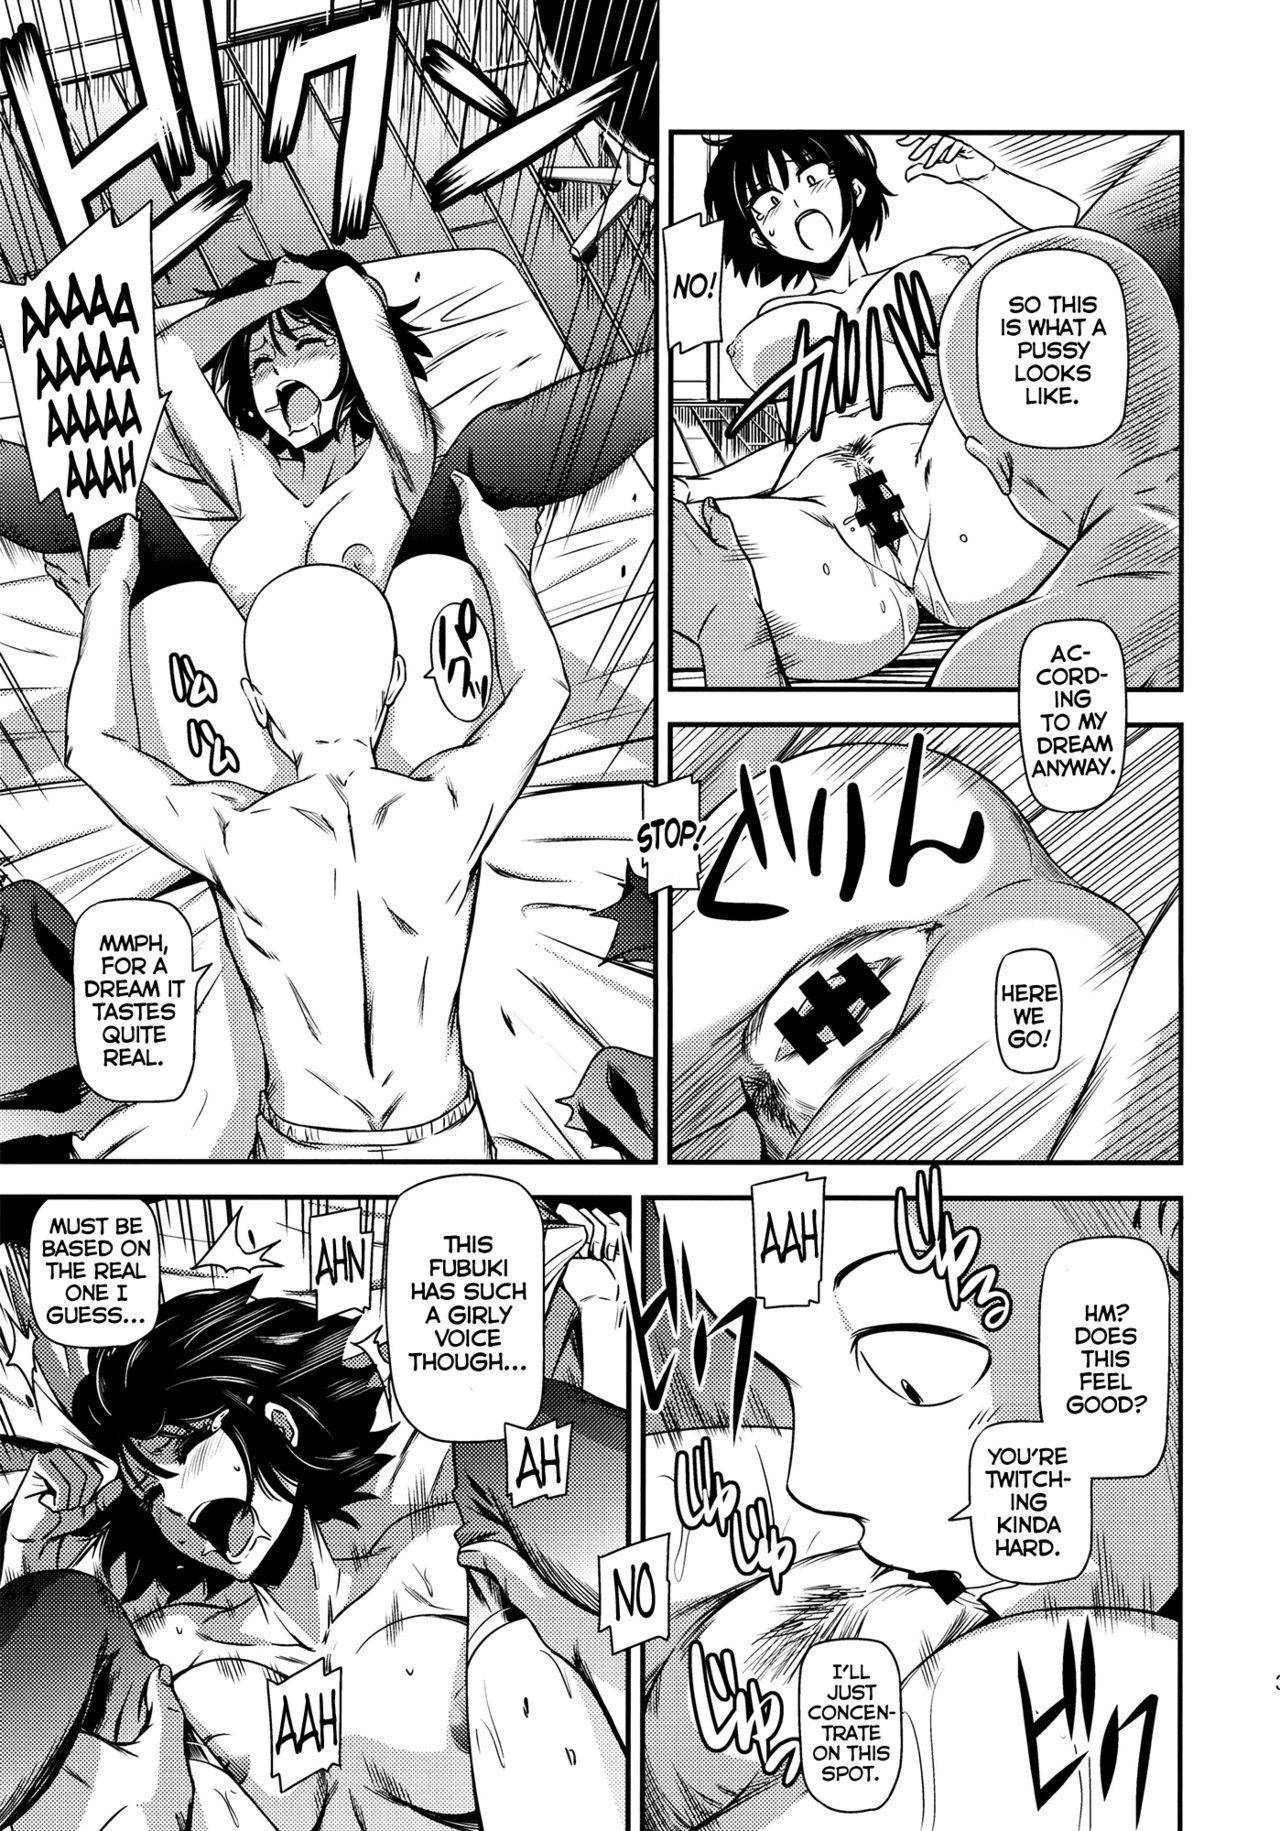 NO!
SO THIS
IS WHAT A
PUSSY
LOOKS
LIKE.
AC-
CORD-
ING
TO MY
DREAM
ANYWAY.
STOP!
HERE
WE
GO!
ドクン
AAAAA
AAAAA
AAAAA
AAAH
MMPH,
FOR A
DREAM IT
TASTES
QUITE
REAL.
AAH
HM?
DOES
THIS
FEEL
GOOD?
YOU'RE
TWITCH-
ING
KINDA
HARD.
I'LL
JUST
CONCEN-
TRATE
ON THIS
SPOT.
THIS
FUBUKI
HAS SUCH
A GIRLY
VOICE
THOUGH...
AHN
MUST BE
BASED ON
THE REAL
ONE I
GUESS...
AH
NO
AAH